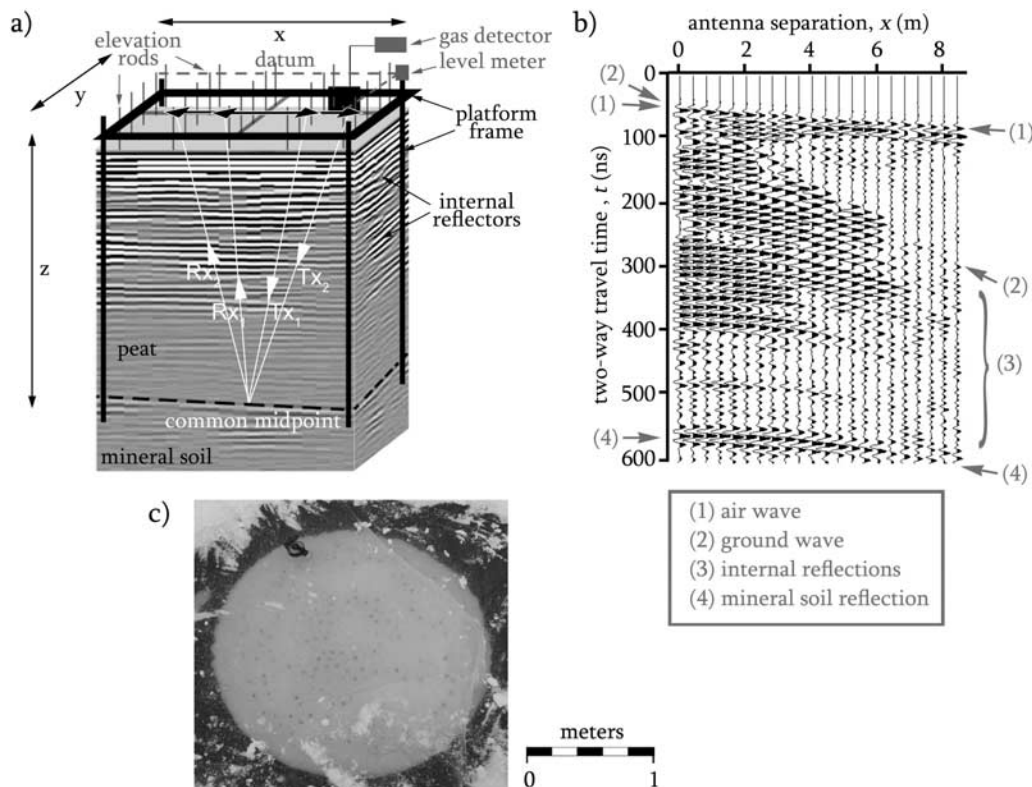 a)
x
gas detector
level meter
elevation
rods
datum
y
platform
frame
internal
reflectors
z
Rx2
Tx2
Rx1
Tx1
peat
common midpoint
mineral soil
b)
antenna separation, x (m)
0 2 4 6 8
two-way travel time, t (ns)
0
100
200
300
400
500
600
(2)
(1)
(4)
(1)
(2)
(3)
(4)
(1) air wave
(2) ground wave
(3) internal reflections
(4) mineral soil reflection
c)
meters
0 1